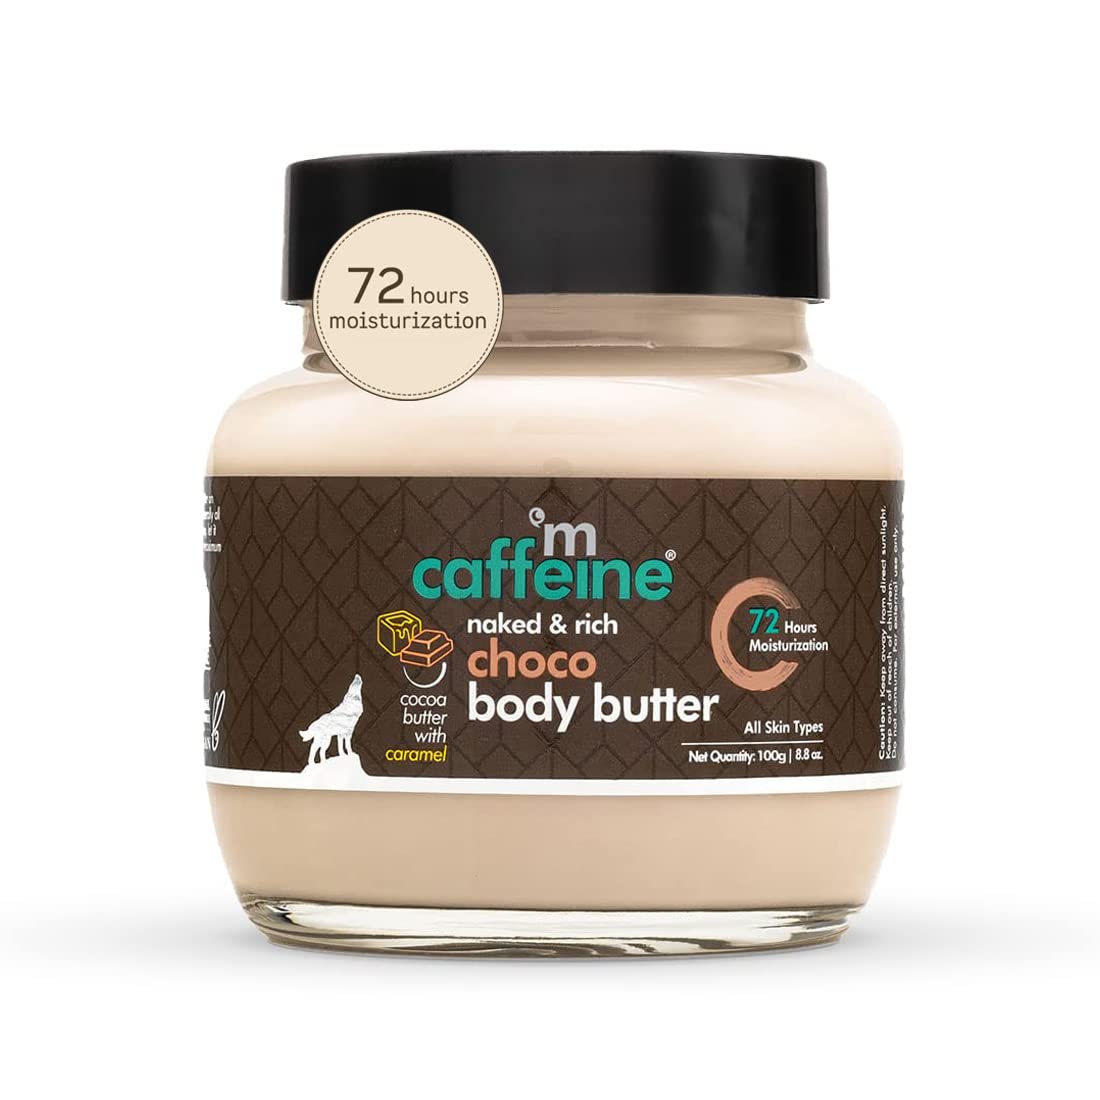 72 hours
moisturization
'm
caffeine®
naked & rich
choco
body butter
cocoa
butter
with
caramel
72 Hours
Moisturization
All Skin Types
Net Quantity: 100g | 8.8 oz.
Caution: Keep away from direct sunlight.
Keep out of reach of children.
Do not consume. For external use only.